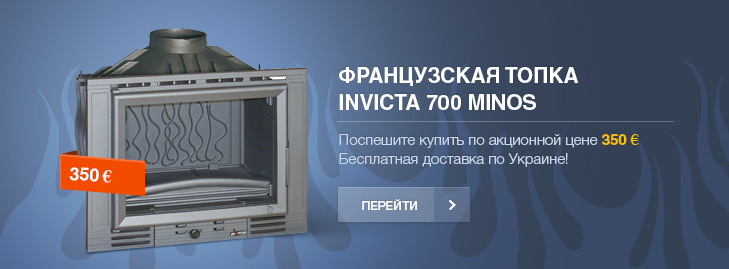 ФРАНЦУЗСКАЯ ТОПКА
INVICTA 700 MINOS
Поспешите купить по акционной цене 350 €
Бесплатная доставка по Украине!
350 €
ПЕРЕЙТИ